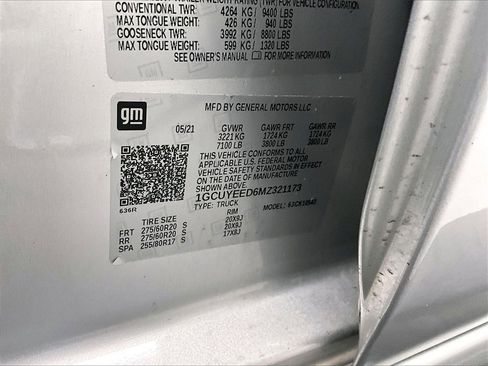 CONVENTIONAL TWR: 4264 KG/ 9400 LBS
MAX TONGUE WEIGHT: 426 KG/ 940 LBS
GOOSENECK TWR: 3992 KG/ 8800 LBS
MAX TONGUE WEIGHT: 599 KG/ 1320 LBS
SEE OWNER'S MANUAL FOR MORE INFORMATION
gm
MFD BY GENERAL MOTORS LLC
05/21 GVWR GAWR FRT GAWR RR
3221 KG 1724 KG 1724 KG
7100 LB 3800 LB 3800 LB
THIS VEHICLE CONFORMS TO ALL
APPLICABLE U.S. FEDERAL MOTOR
VEHICLE SAFETY STANDARDS IN EFFECT
ON THE DATE OF MANUFACTURE
SHOWN ABOVE.
1GCUYEED6MZ321173
TYPE: TRUCK MODEL:
636R
TIRE SIZE RIM
FRT 275/60R20 S 20X9J
RR 275/60R20 S 20X9J
SPA 255/80R17 S 17X8J